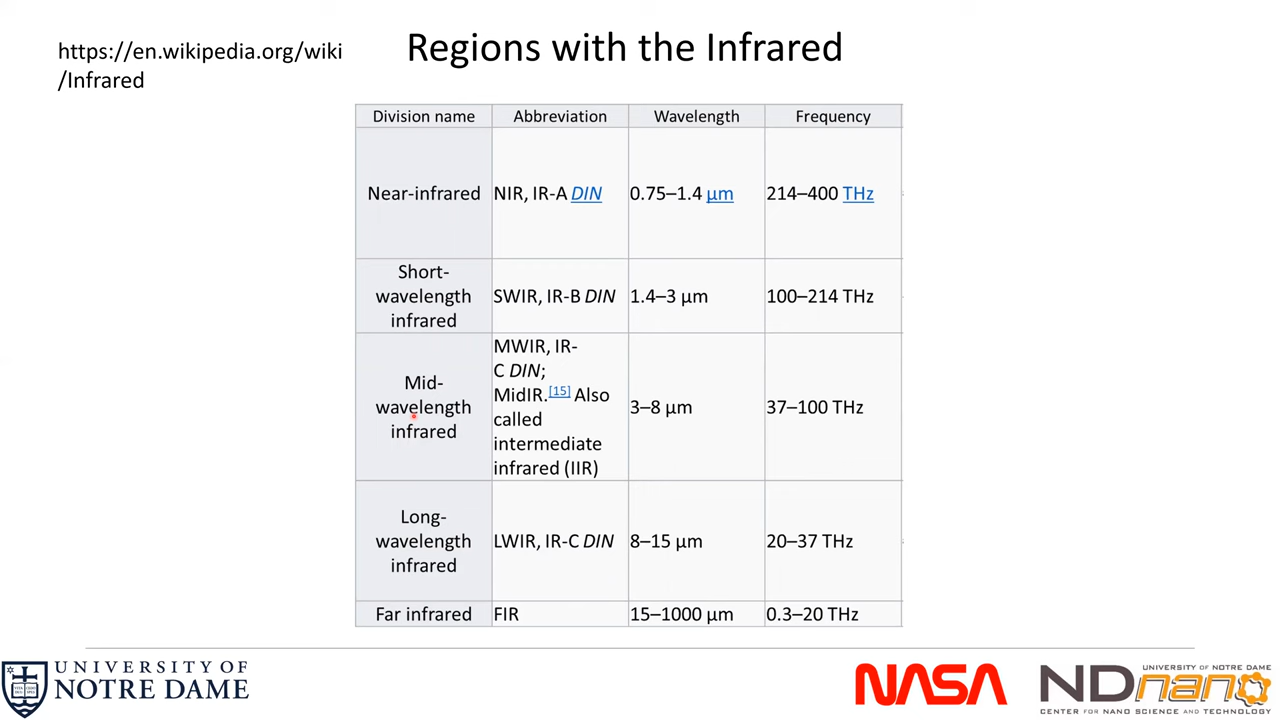 https://en.wikipedia.org/wiki
/Infrared
Regions with the Infrared
Division name
Abbreviation
Wavelength
Frequency
Near-infrared
NIR, IR-A DIN
0.75–1.4 µm
214–400 THz
Short-
wavelength
infrared
SWIR, IR-B DIN
1.4–3 µm
100–214 THz
Mid-
wavelength
infrared
MWIR, IR-
C DIN;
MidIR.[15] Also
called
intermediate
infrared (IIR)
3–8 µm
37–100 THz
Long-
wavelength
infrared
LWIR, IR-C DIN
8–15 µm
20–37 THz
Far infrared
FIR
15–1000 µm
0.3–20 THz
UNIVERSITY OF
NOTRE DAME
NASA
UNIVERSITY OF NOTRE DAME
NDnano
CENTER FOR NANO SCIENCE AND TECHNOLOGY